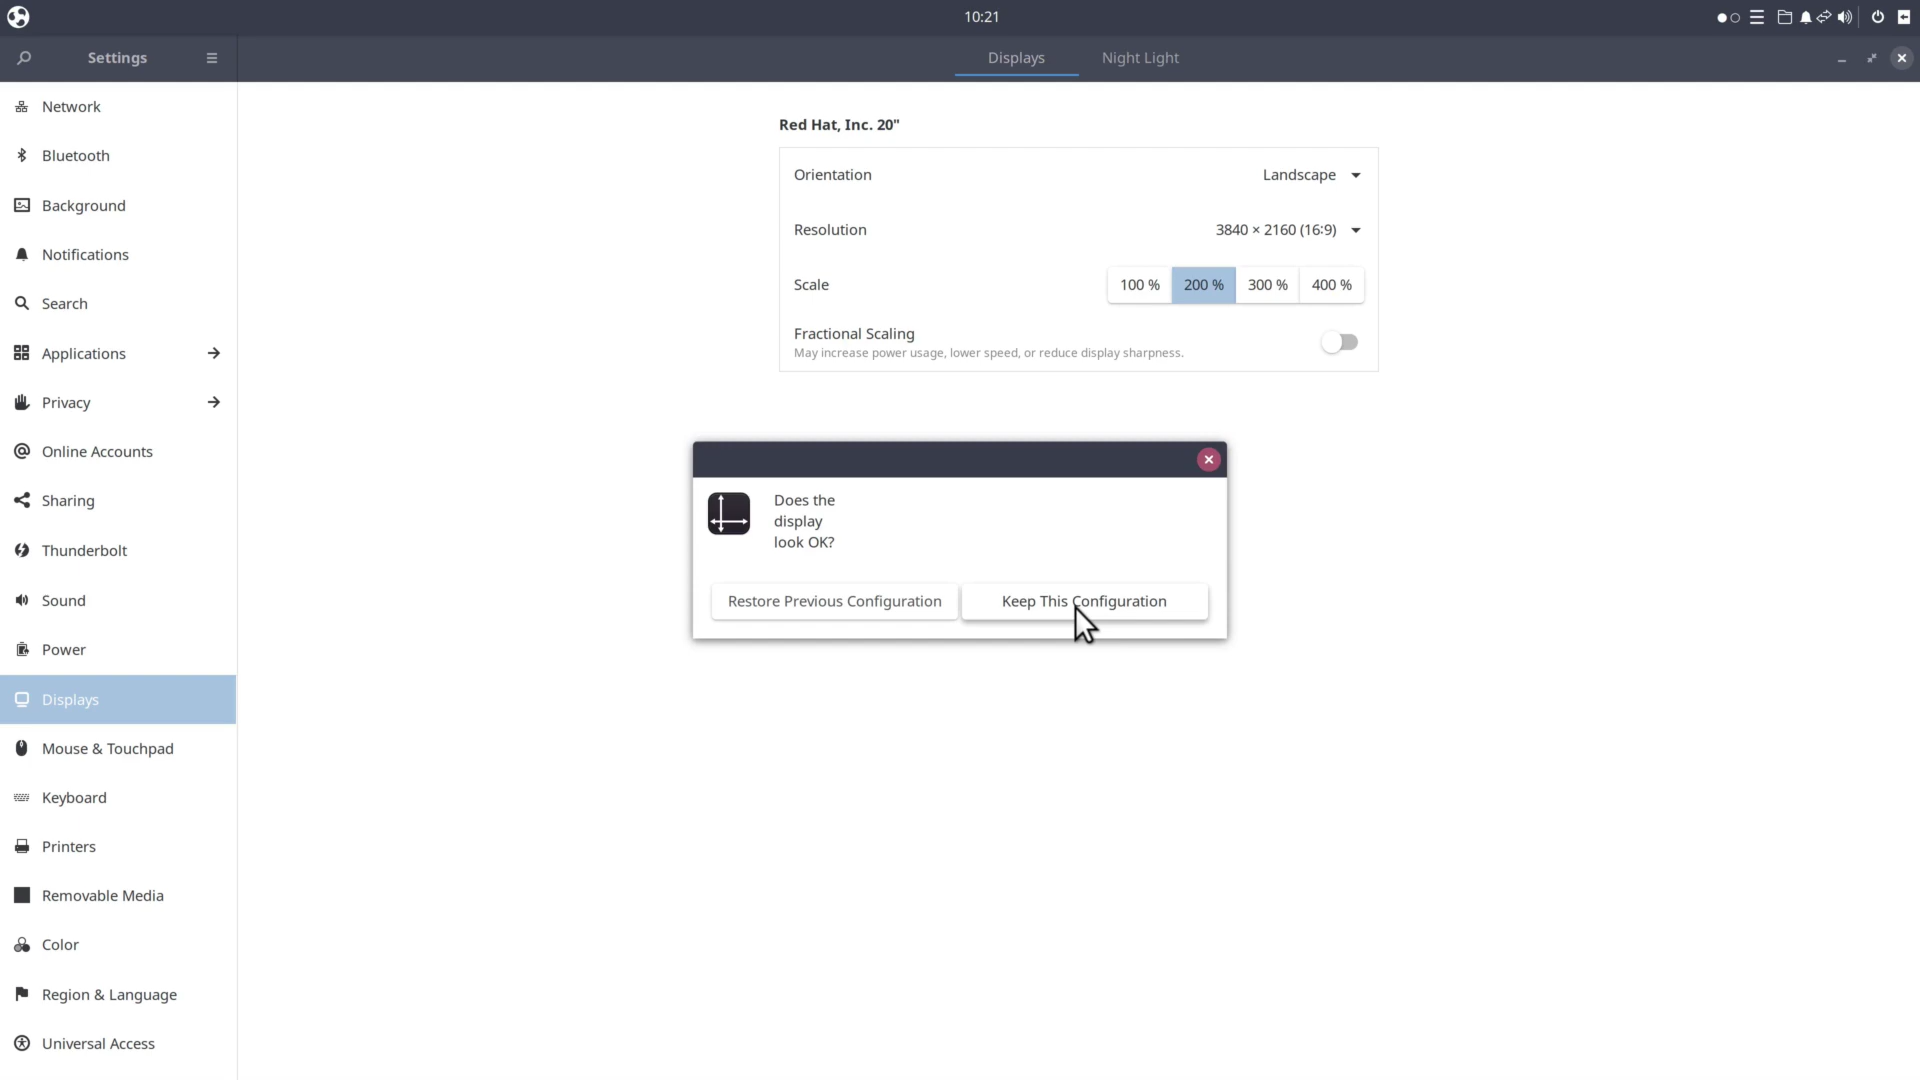 10:21
Settings
Displays
Night Light
Network
Bluetooth
Background
Notifications
Search
Applications
Privacy
Online Accounts
Sharing
Thunderbolt
Sound
Power
Displays
Mouse & Touchpad
Keyboard
Printers
Removable Media
Color
Region & Language
Universal Access
Red Hat, Inc. 20"
Orientation
Landscape
Resolution
3840 × 2160 (16:9)
Scale
100 %
200 %
300 %
400 %
Fractional Scaling
May increase power usage, lower speed, or reduce display sharpness.
Does the
display
look OK?
Restore Previous Configuration
Keep This Configuration